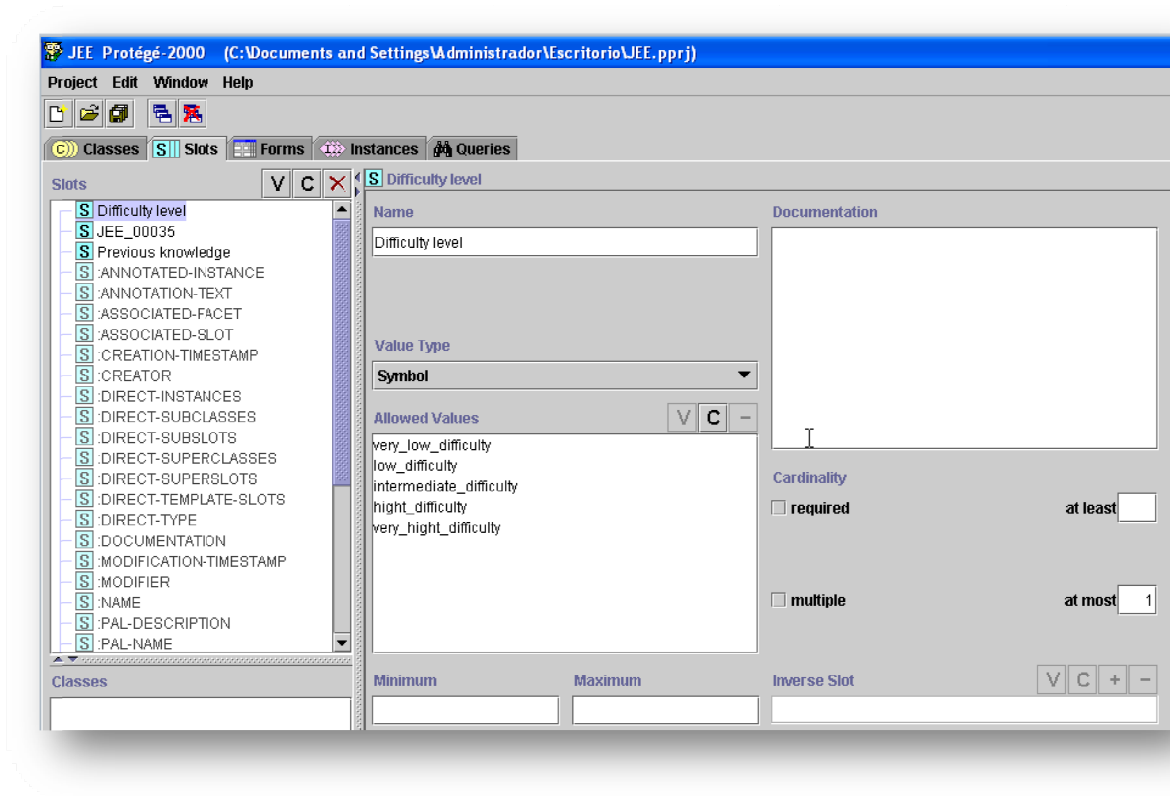 JEE Protégé-2000 (C:\Documents and Settings\Administrador\Escritorio\JEE.pprj)
Project Edit Window Help
C Classes S Slots Forms I Instances Queries
Slots V C
S Difficulty level
S JEE_00035
S Previous knowledge
S :ANNOTATED-INSTANCE
S :ANNOTATION-TEXT
S :ASSOCIATED-FACET
S :ASSOCIATED-SLOT
S :CREATION-TIMESTAMP
S :CREATOR
S :DIRECT-INSTANCES
S :DIRECT-SUBCLASSES
S :DIRECT-SUBSLOTS
S :DIRECT-SUPERCLASSES
S :DIRECT-SUPERSLOTS
S :DIRECT-TEMPLATE-SLOTS
S :DIRECT-TYPE
S :DOCUMENTATION
S :MODIFICATION-TIMESTAMP
S :MODIFIER
S :NAME
S :PAL-DESCRIPTION
S :PAL-NAME
Classes
S Difficulty level
Name
Difficulty level
Value Type
Symbol
Allowed Values V C −
very_low_difficulty
low_difficulty
intermediate_difficulty
hight_difficulty
very_hight_difficulty
Minimum Maximum
Documentation
Cardinality
required at least
multiple at most 1
Inverse Slot V C + −